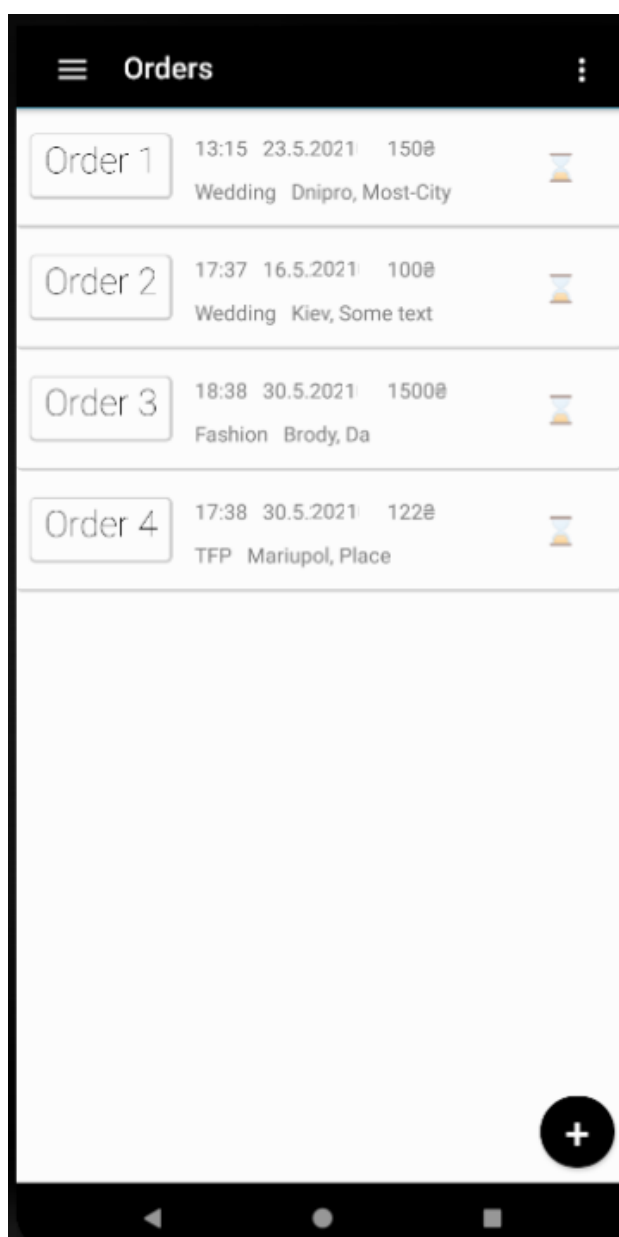 Orders
Order 1
13:15 23.5.2021 150₴
Wedding Dnipro, Most-City
Order 2
17:37 16.5.2021 100₴
Wedding Kiev, Some text
Order 3
18:38 30.5.2021 1500₴
Fashion Brody, Da
Order 4
17:38 30.5.2021 122₴
TFP Mariupol, Place